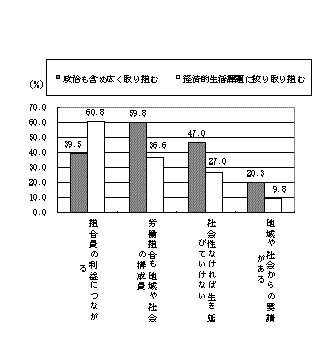 政治も含め広く取り組む
経済的生活課題に絞り取り組む
(%)
70.0
60.0
50.0
40.0
30.0
20.0
10.0
0.0
39.5
60.8
59.8
36.6
47.0
27.0
20.3
9.8
組合員の利益につなが
る
労働組合も地域や社会
の構成員
社会性なければ生き延
びていけない
地域や社会からの要請
がある